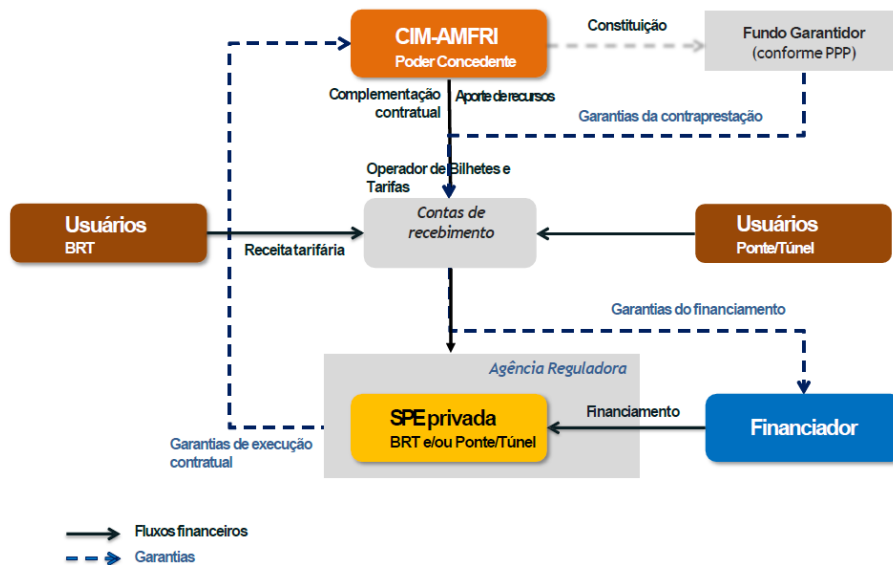 CIM-AMFRI
Poder Concedente
Constituição
Fundo Garantidor
(conforme PPP)
Complementação
contratual
Aporte de recursos
Garantias da contraprestação
Operador de Bilhetes e
Tarifas
Contas de
recebimento
Usuários
BRT
Receita tarifária
Usuários
Ponte/Túnel
Garantias do financiamento
Agência Reguladora
SPE privada
BRT e/ou Ponte/Túnel
Financiamento
Financiador
Garantias de execução
contratual
Fluxos financeiros
Garantias